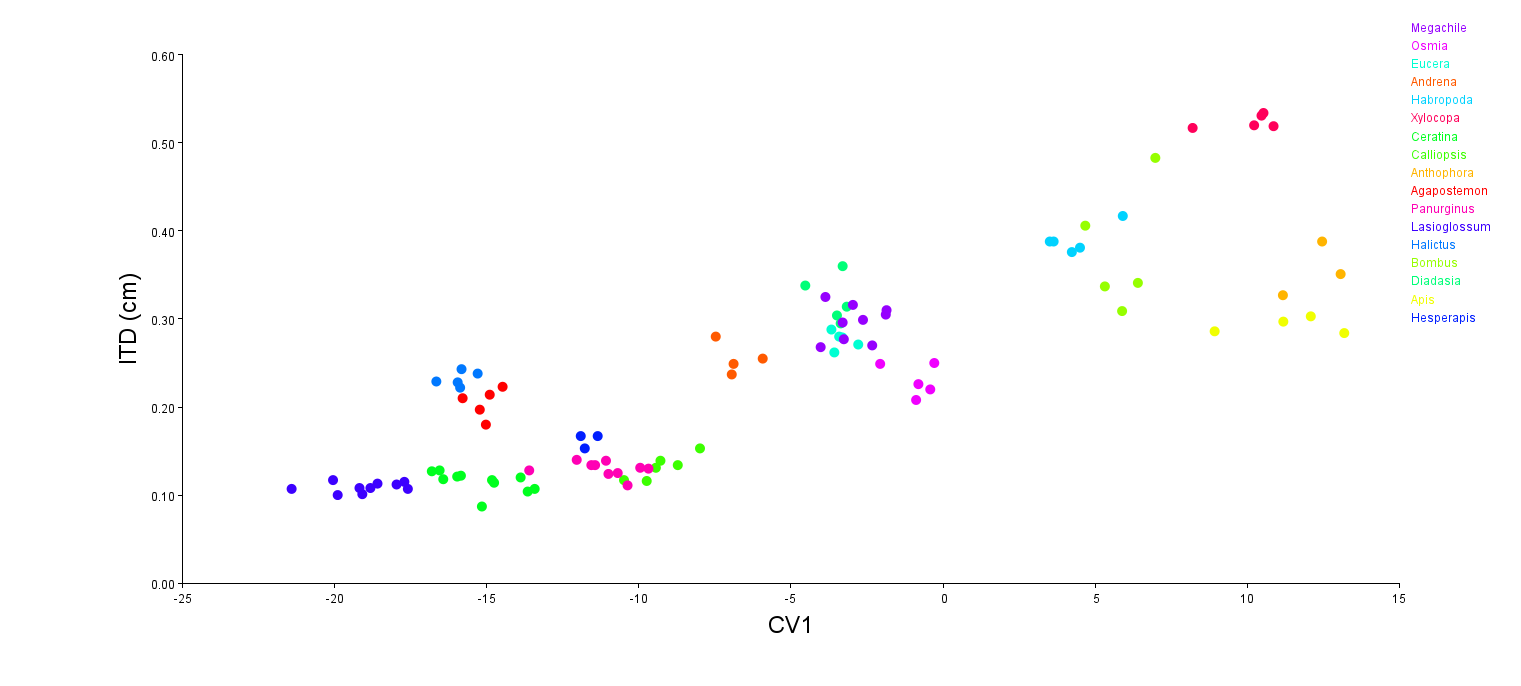 Megachile
Osmia
Eucera
Andrena
Habropoda
Xylocopa
Ceratina
Calliopsis
Anthophora
Agapostemon
Panurginus
Lasioglossum
Halictus
Bombus
Diadasia
Apis
Hesperapis
ITD (cm)
0.60
0.50
0.40
0.30
0.20
0.10
0.00
-25 -20 -15 -10 -5 0 5 10 15
CV1